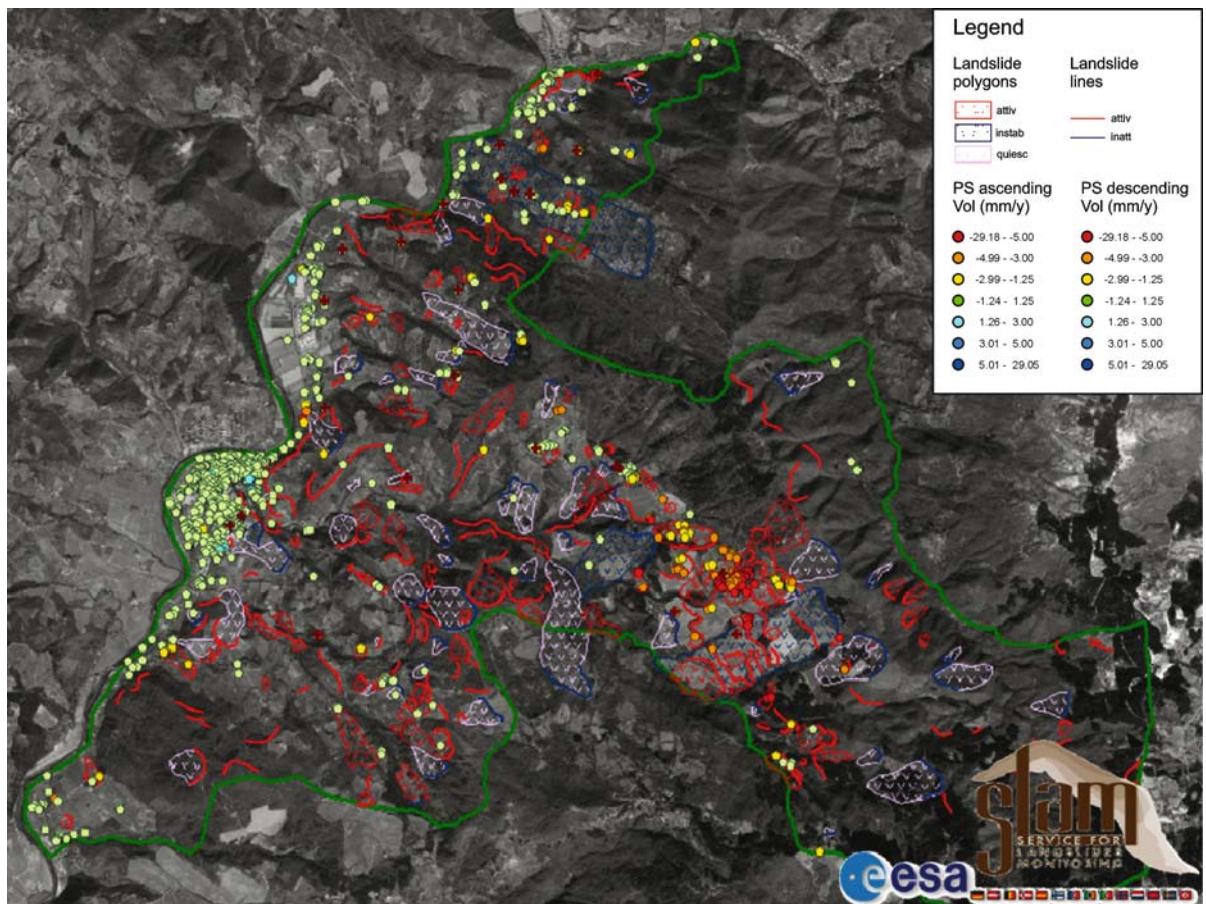 Legend
Landslide
polygons
attiv
instab
quiesc
Landslide
lines
attiv
inatt
PS ascending
Vol (mm/y)
-29.18 - -5.00
-4.99 - -3.00
-2.99 - -1.25
-1.24 - 1.25
1.26 - 3.00
3.01 - 5.00
5.01 - 29.05
PS descending
Vol (mm/y)
-29.18 - -5.00
-4.99 - -3.00
-2.99 - -1.25
-1.24 - 1.25
1.26 - 3.00
3.01 - 5.00
5.01 - 29.05
slam
SERVICE FOR
LANDSLIDES
MONITORING
eesa